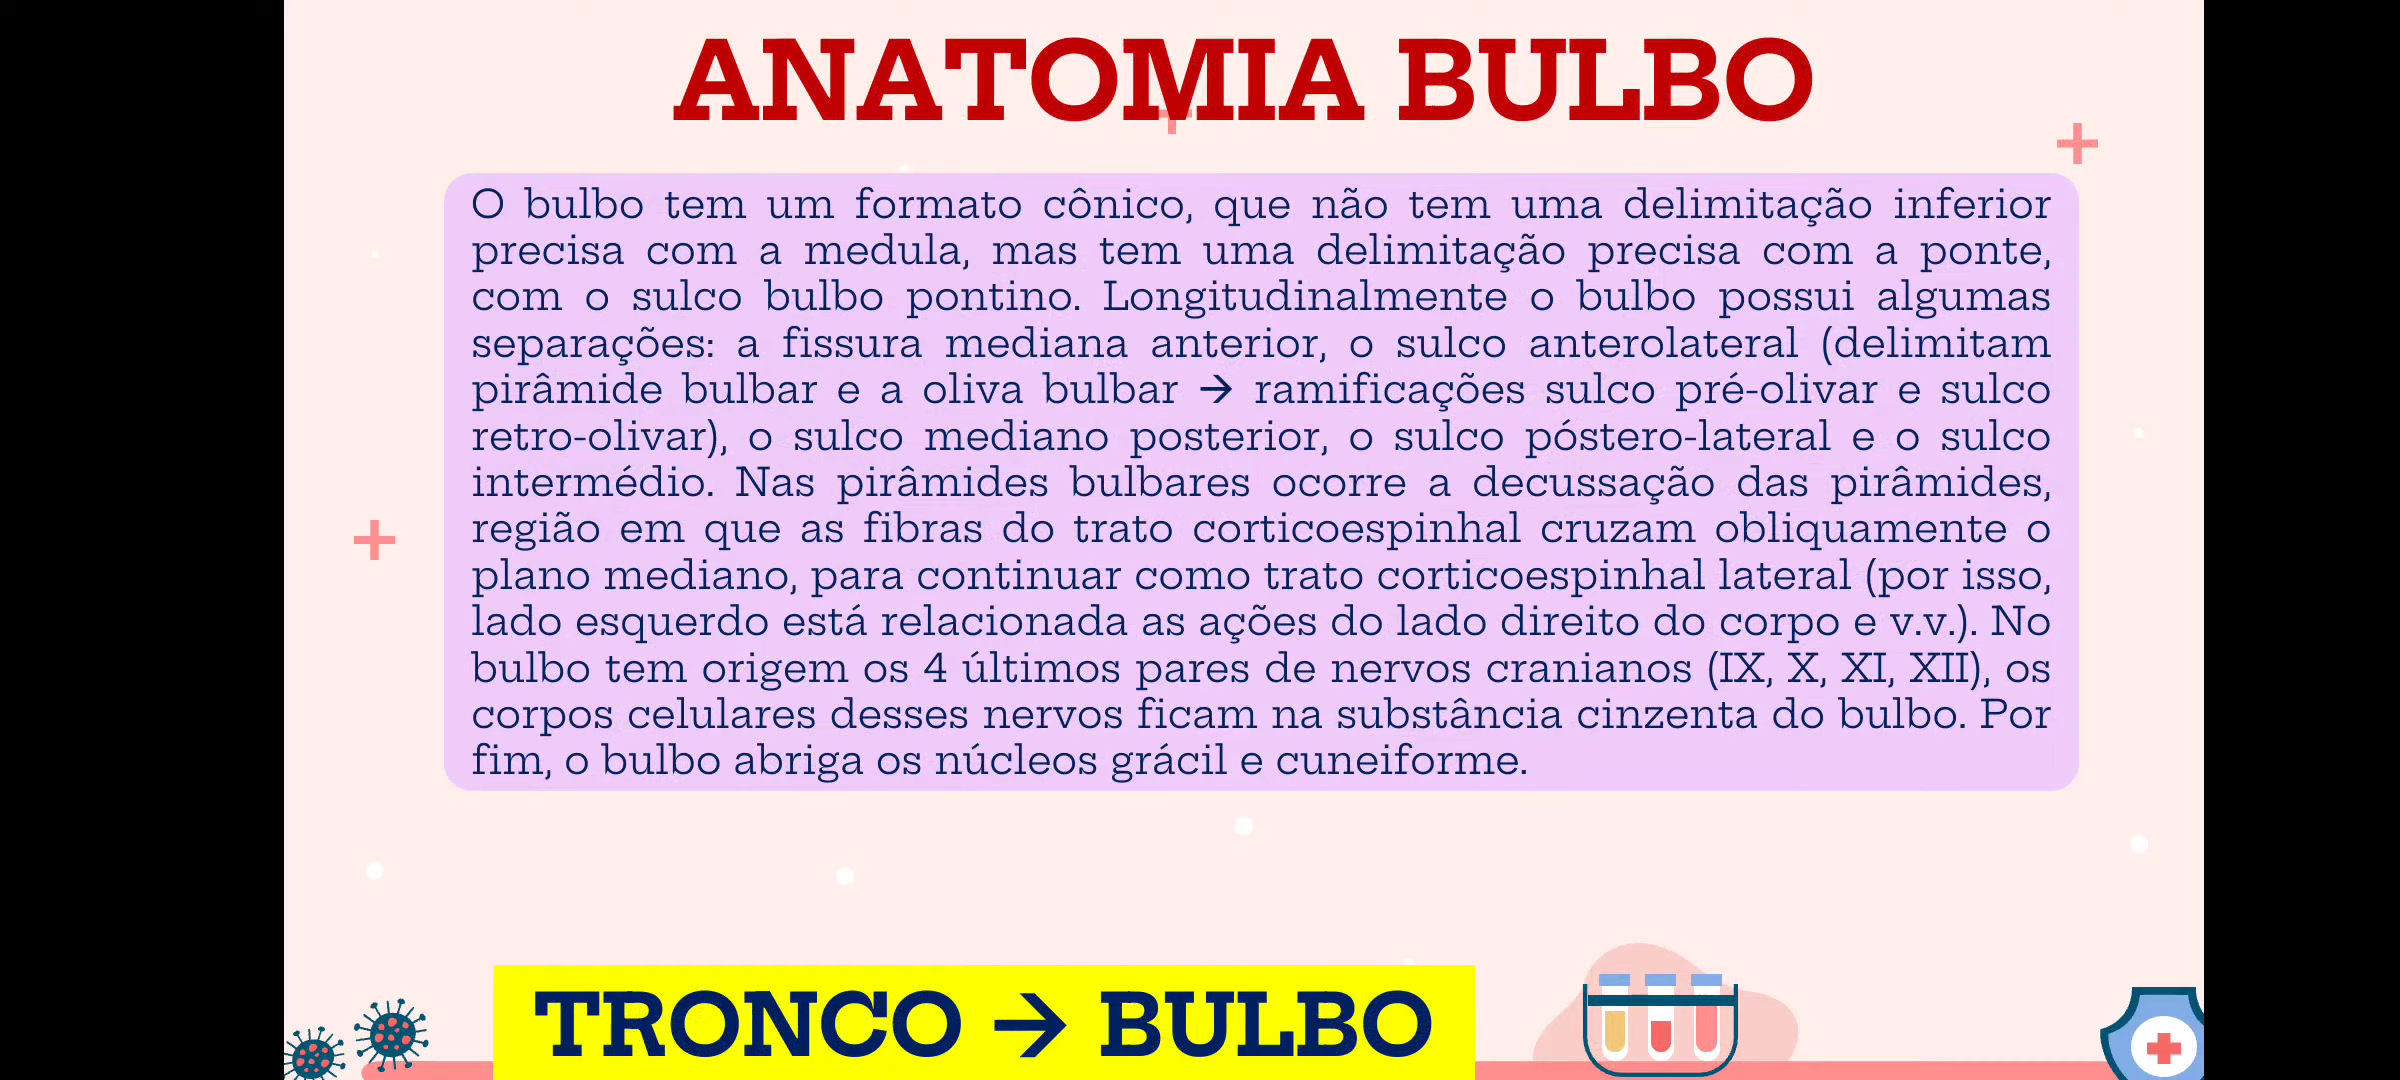 ANATOMIA BULBO
O bulbo tem um formato cônico, que não tem uma delimitação inferior
precisa com a medula, mas tem uma delimitação precisa com a ponte,
com o sulco bulbo pontino. Longitudinalmente o bulbo possui algumas
separações: a fissura mediana anterior, o sulco anterolateral (delimitam
pirâmide bulbar e a oliva bulbar → ramificações sulco pré-olivar e sulco
retro-olivar), o sulco mediano posterior, o sulco póstero-lateral e o sulco
intermédio. Nas pirâmides bulbares ocorre a decussação das pirâmides,
região em que as fibras do trato corticoespinhal cruzam obliquamente o
plano mediano, para continuar como trato corticoespinhal lateral (por isso,
lado esquerdo está relacionada as ações do lado direito do corpo e v.v.). No
bulbo tem origem os 4 últimos pares de nervos cranianos (IX, X, XI, XII), os
corpos celulares desses nervos ficam na substância cinzenta do bulbo. Por
fim, o bulbo abriga os núcleos grácil e cuneiforme.
TRONCO → BULBO